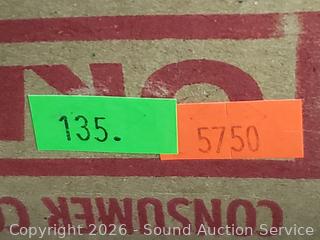 135.
5750
CONSUMER C
Copyright © 2026 - Sound Auction Service